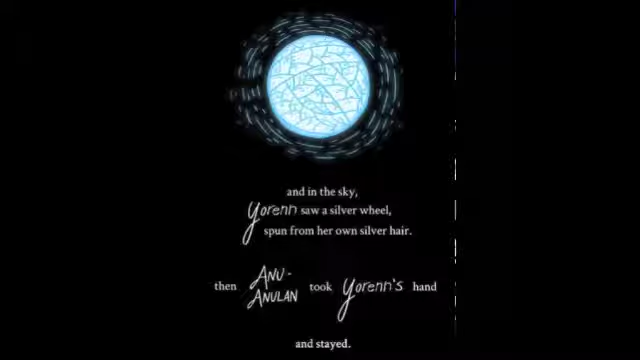 and in the sky,
Yorenn saw a silver wheel,
spun from her own silver hair.
then ANU-ANULAN took Yorenn's hand
and stayed.